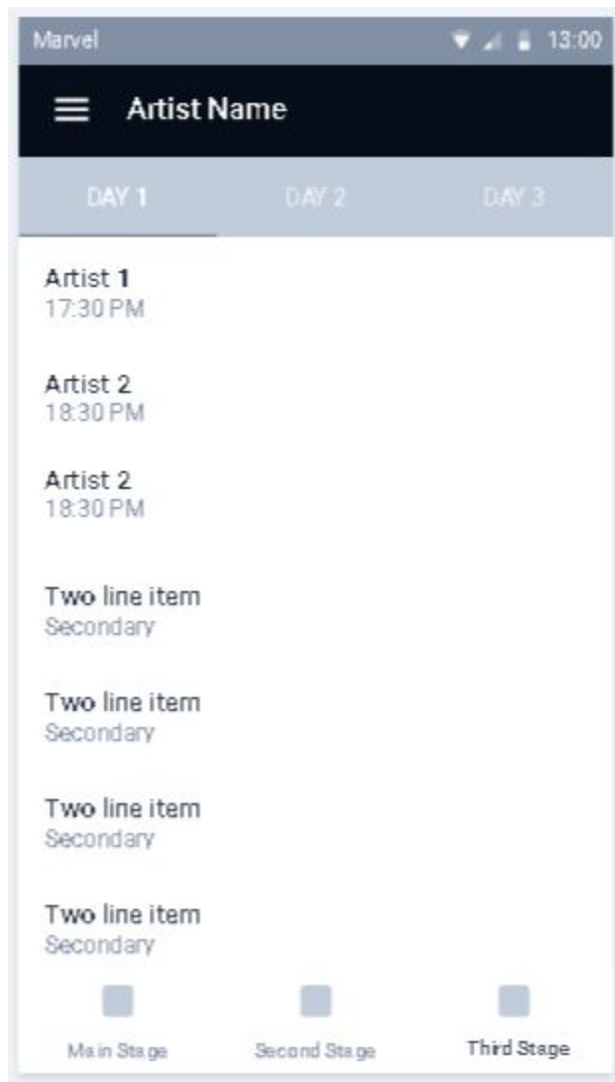 Marvel 13:00
Artist Name
DAY 1 DAY 2 DAY 3
Artist 1
17:30 PM
Artist 2
18:30 PM
Artist 2
18:30 PM
Two line item
Secondary
Two line item
Secondary
Two line item
Secondary
Two line item
Secondary
Main Stage Second Stage Third Stage